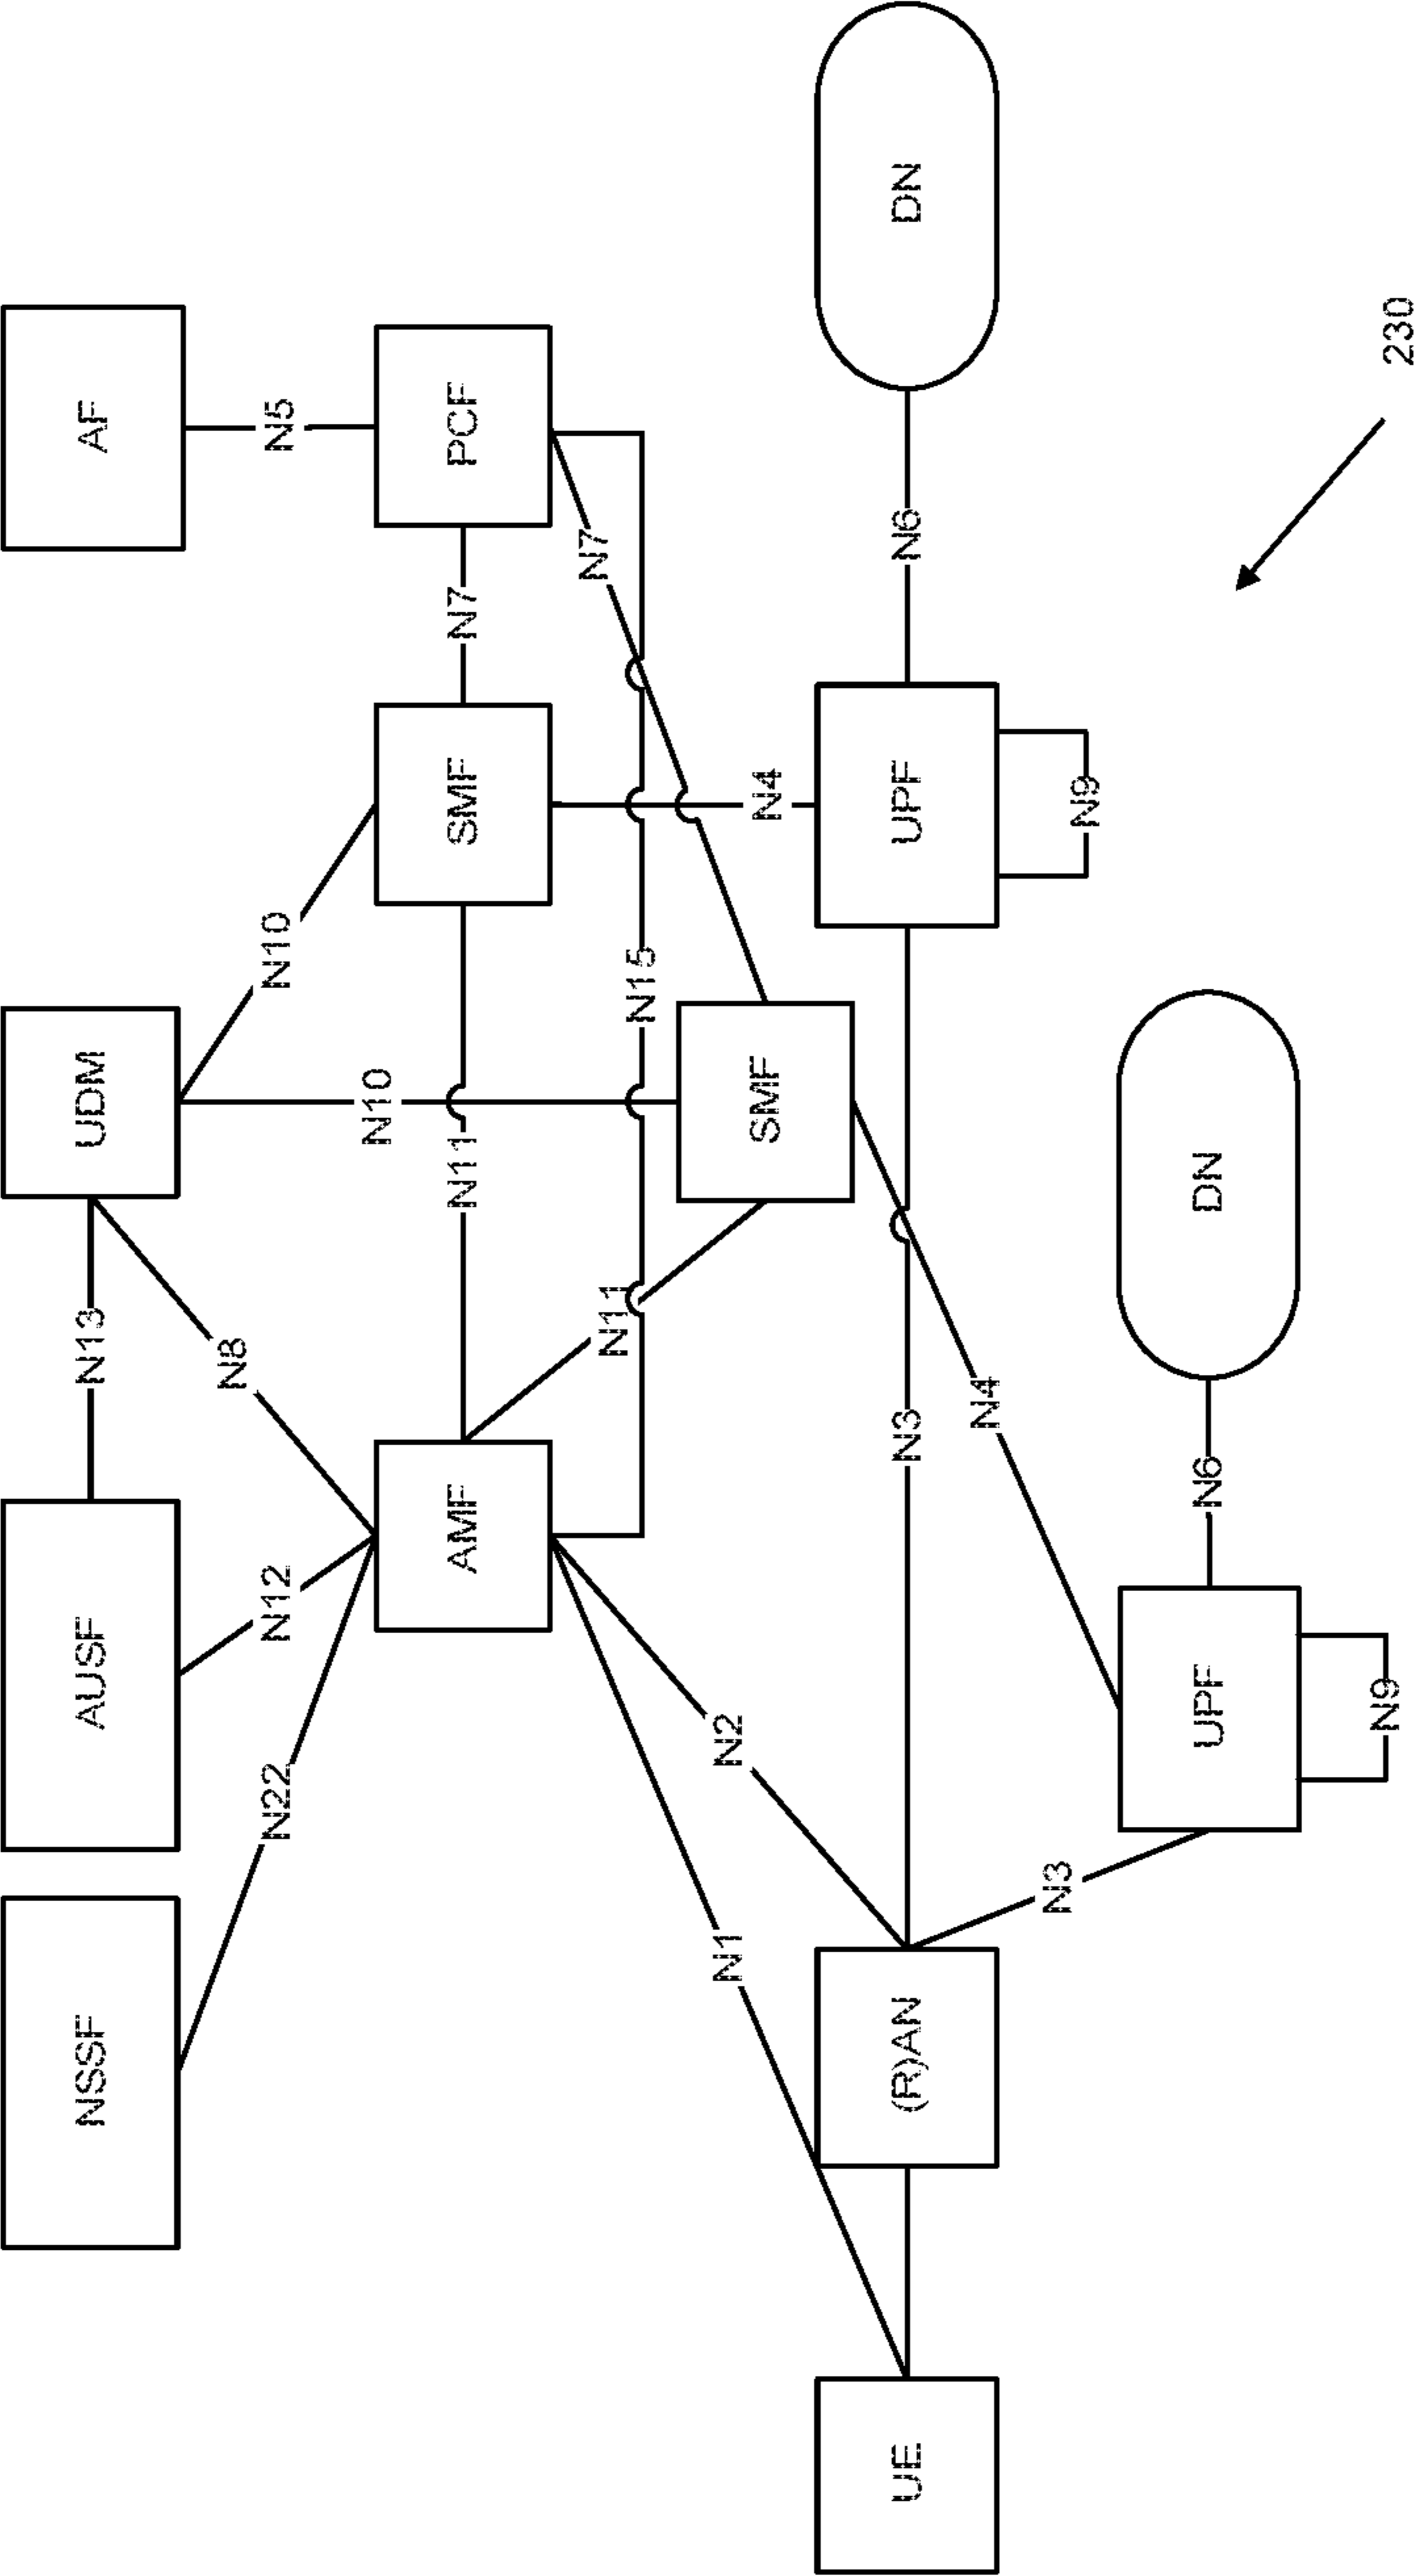 NSSF
AUSF
N13
UDM
AF
N22
N12
N8
N10
N5
N10
AMF
N11
SMF
N7
PCF
N7
N11
N15
N1
N2
SMF
N4
UE
(R)AN
N3
UPF
N6
DN
N4
N3
N9
UPF
N6
DN
N9
230